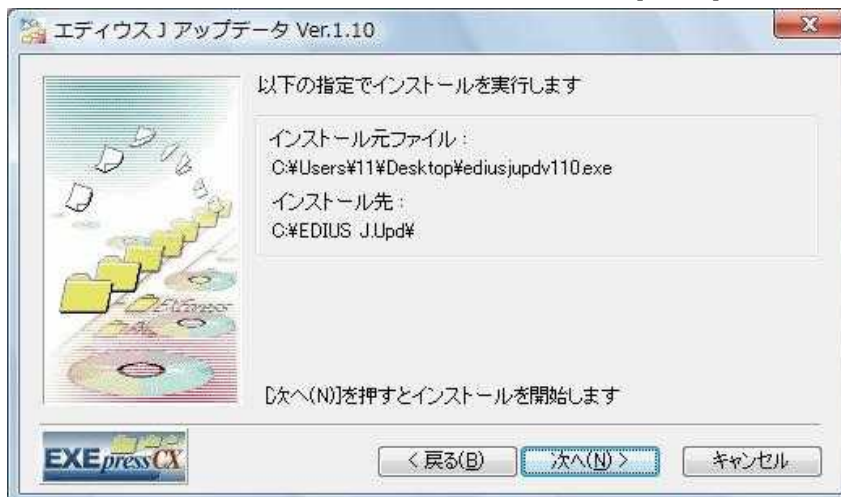 エディウス J アップデータ Ver.1.10
以下の指定でインストールを実行します
インストール元ファイル：
C:¥Users¥11¥Desktop¥ediusjupdv110.exe
インストール先：
C:¥EDIUS J.Upd¥
[次へ(N)]を押すとインストールを開始します
EXEpress CX
< 戻る(B)
次へ(N) >
キャンセル